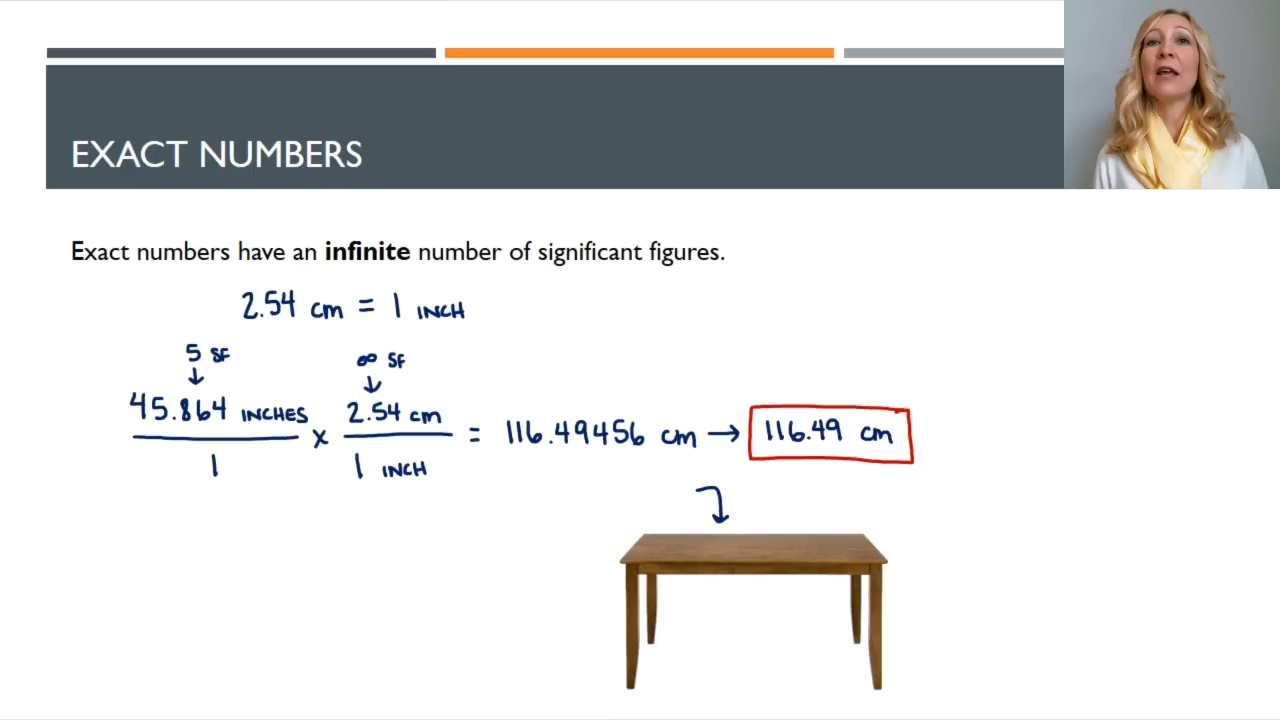 EXACT NUMBERS
Exact numbers have an infinite number of significant figures.
2.54 cm = 1 INCH
5 SF ∞ SF
↓ ↓
45.864 INCHES × 2.54 cm = 116.49456 cm → 116.49 cm
1 1 INCH